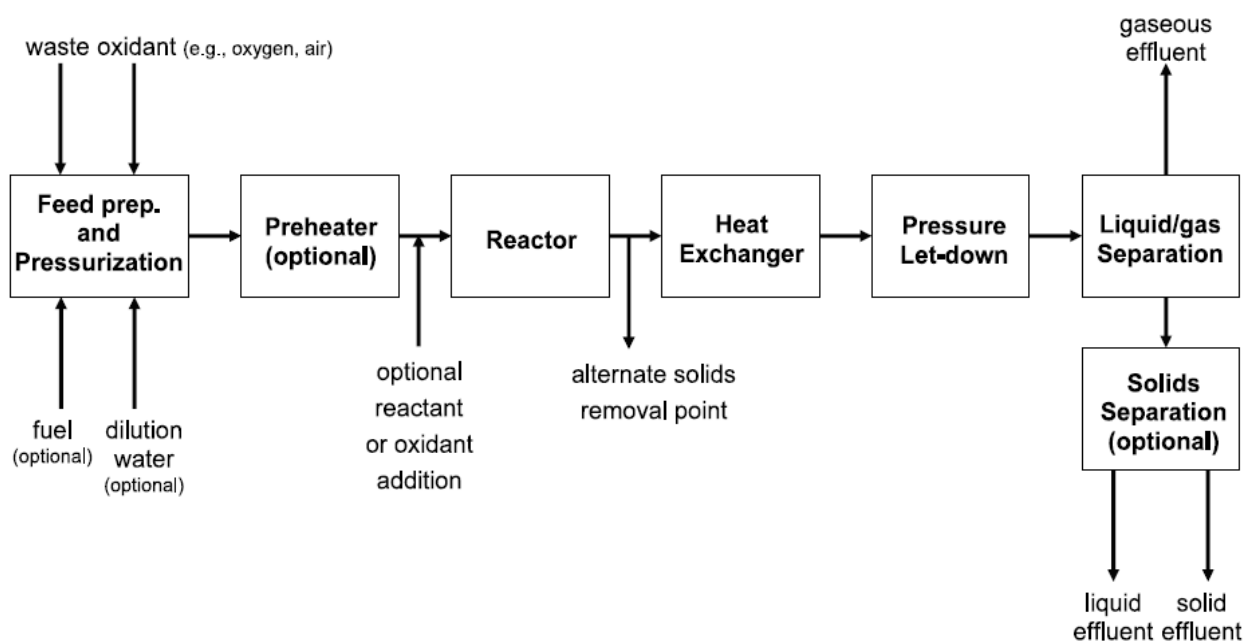 waste oxidant (e.g., oxygen, air)
gaseous
effluent
Feed prep.
and
Pressurization
Preheater
(optional)
Reactor
Heat
Exchanger
Pressure
Let-down
Liquid/gas
Separation
fuel
(optional)
dilution
water
(optional)
optional
reactant
or oxidant
addition
alternate solids
removal point
Solids
Separation
(optional)
liquid
effluent
solid
effluent